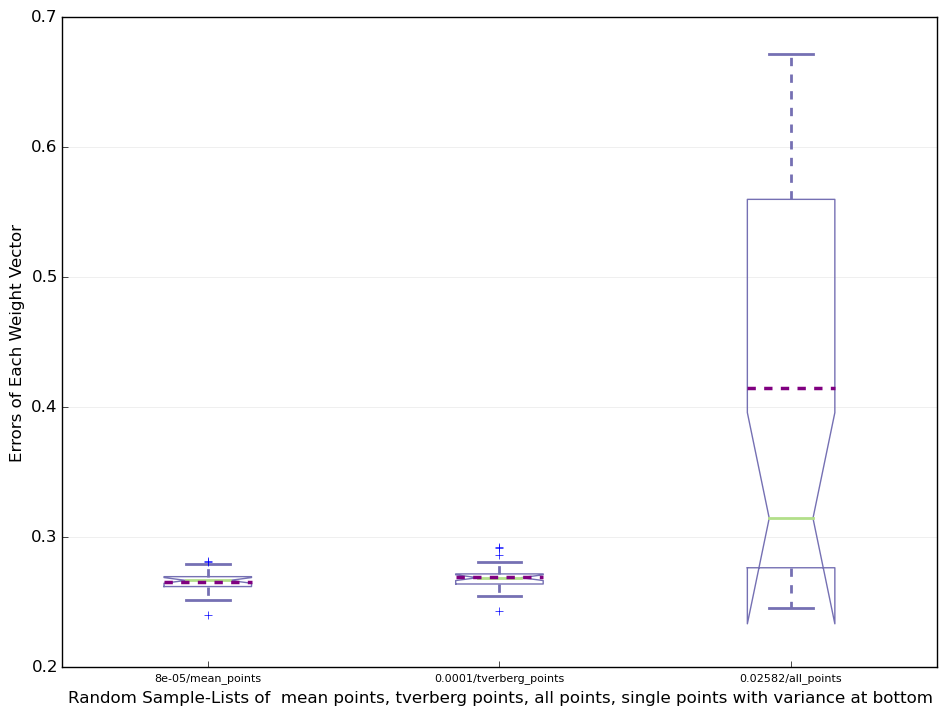 0.7
0.6
0.5
0.4
0.3
0.2
Errors of Each Weight Vector
8e-05/mean_points
0.0001/tverberg_points
0.02582/all_points
Random Sample-Lists of  mean points, tverberg points, all points, single points with variance at bottom